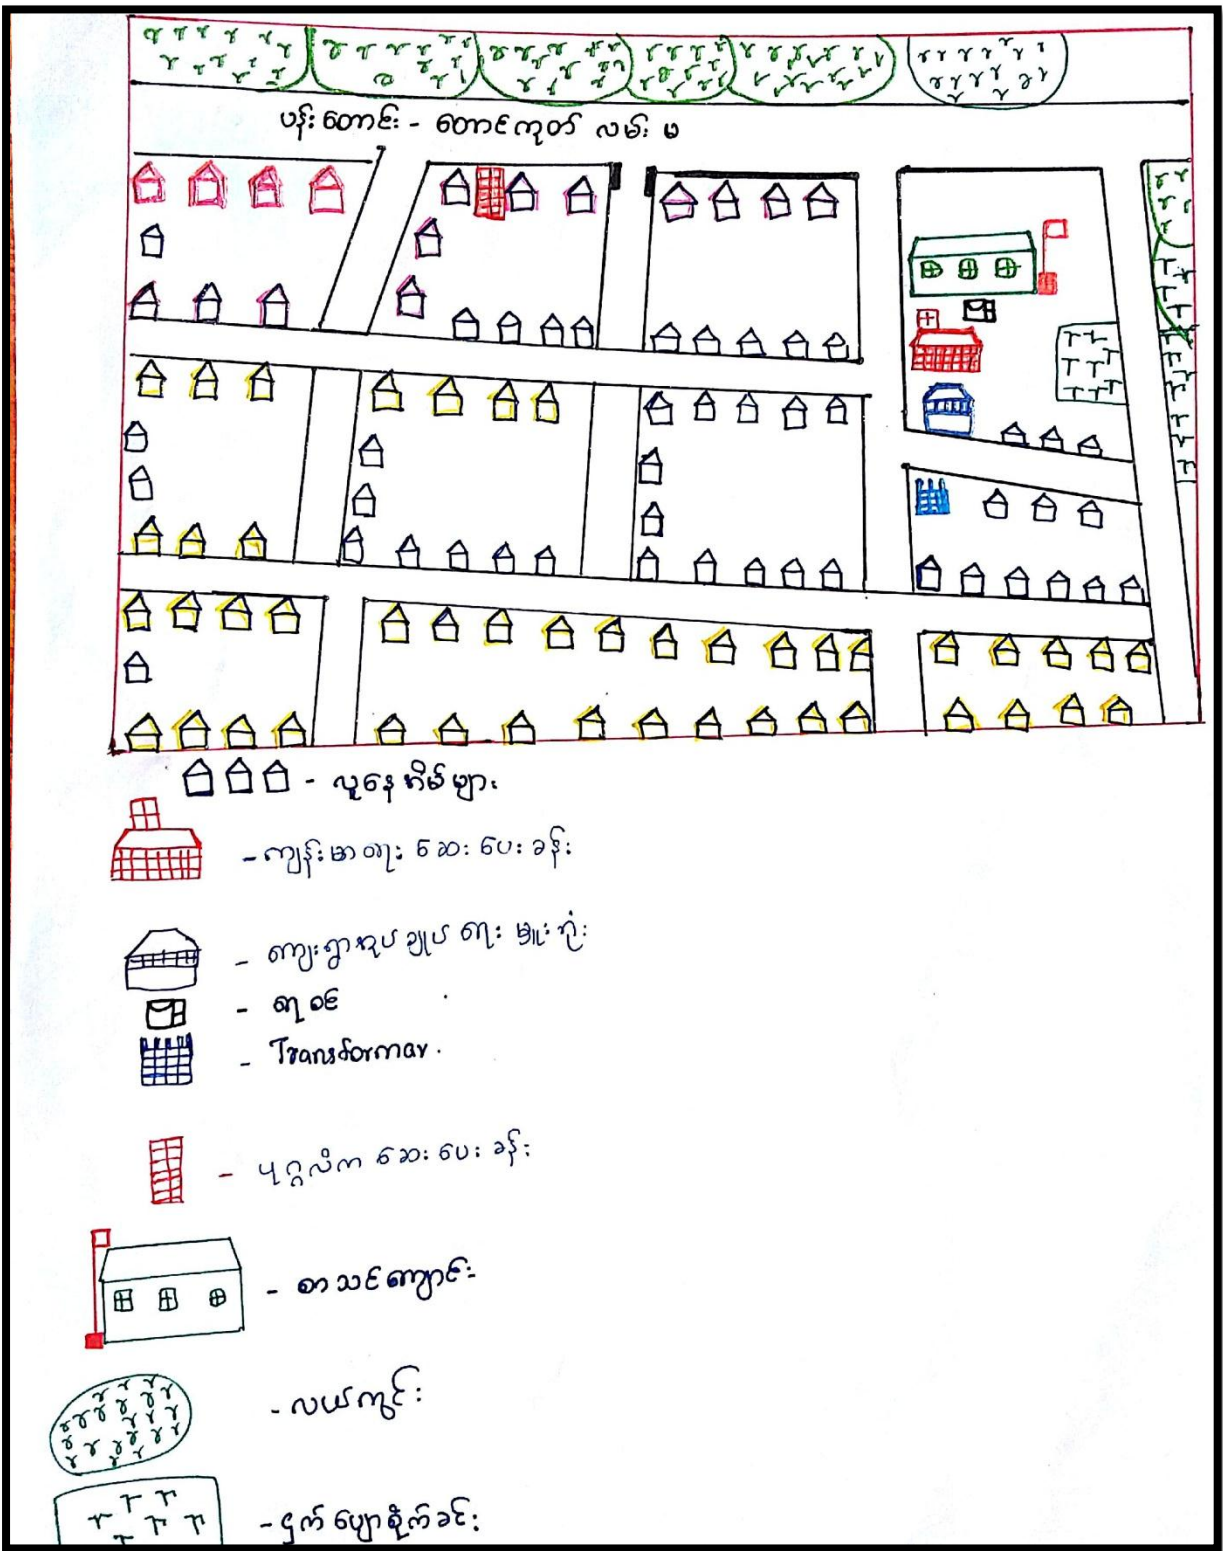 ပန်းတောင်း - တောင်ကုတ် လမ်းမ
- လူနေအိမ်များ
- ကျန်းမာရေး ဆေးပေးခန်း
- ကျေးရွာအုပ်ချုပ်ရေးမှူးရုံး
- ရေစင်
- Transformar.
- ပုဂ္ဂလိက ဆေးပေးခန်း
- စာသင်ကျောင်း
- လယ်ကွင်း
- ငှက်ပျောစိုက်ခင်း